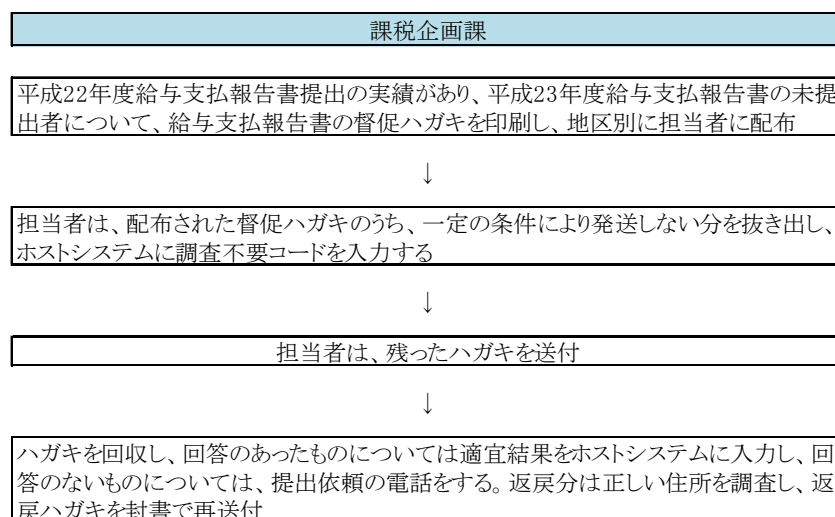 課税企画課
平成22年度給与支払報告書提出の実績があり、平成23年度給与支払報告書の未提
出者について、給与支払報告書の督促ハガキを印刷し、地区別に担当者に配布
↓
担当者は、配布された督促ハガキのうち、一定の条件により発送しない分を抜き出し、
ホストシステムに調査不要コードを入力する
↓
担当者は、残ったハガキを送付
↓
ハガキを回収し、回答のあったものについては適宜結果をホストシステムに入力し、回
答のないものについては、提出依頼の電話をする。返戻分は正しい住所を調査し、返
戻ハガキを封書で再送付